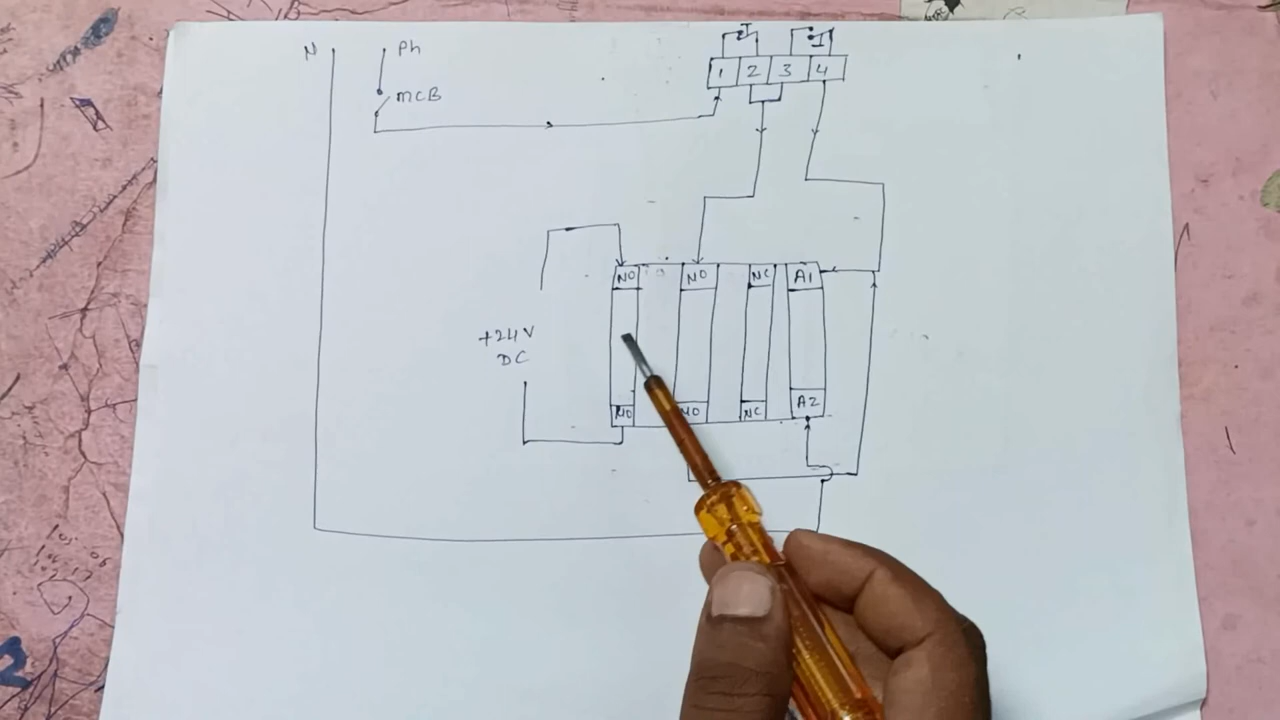 N
Ph
MCB
1 2 3 4
NO NO NC A1
+24V
DC
NO NO NC A2